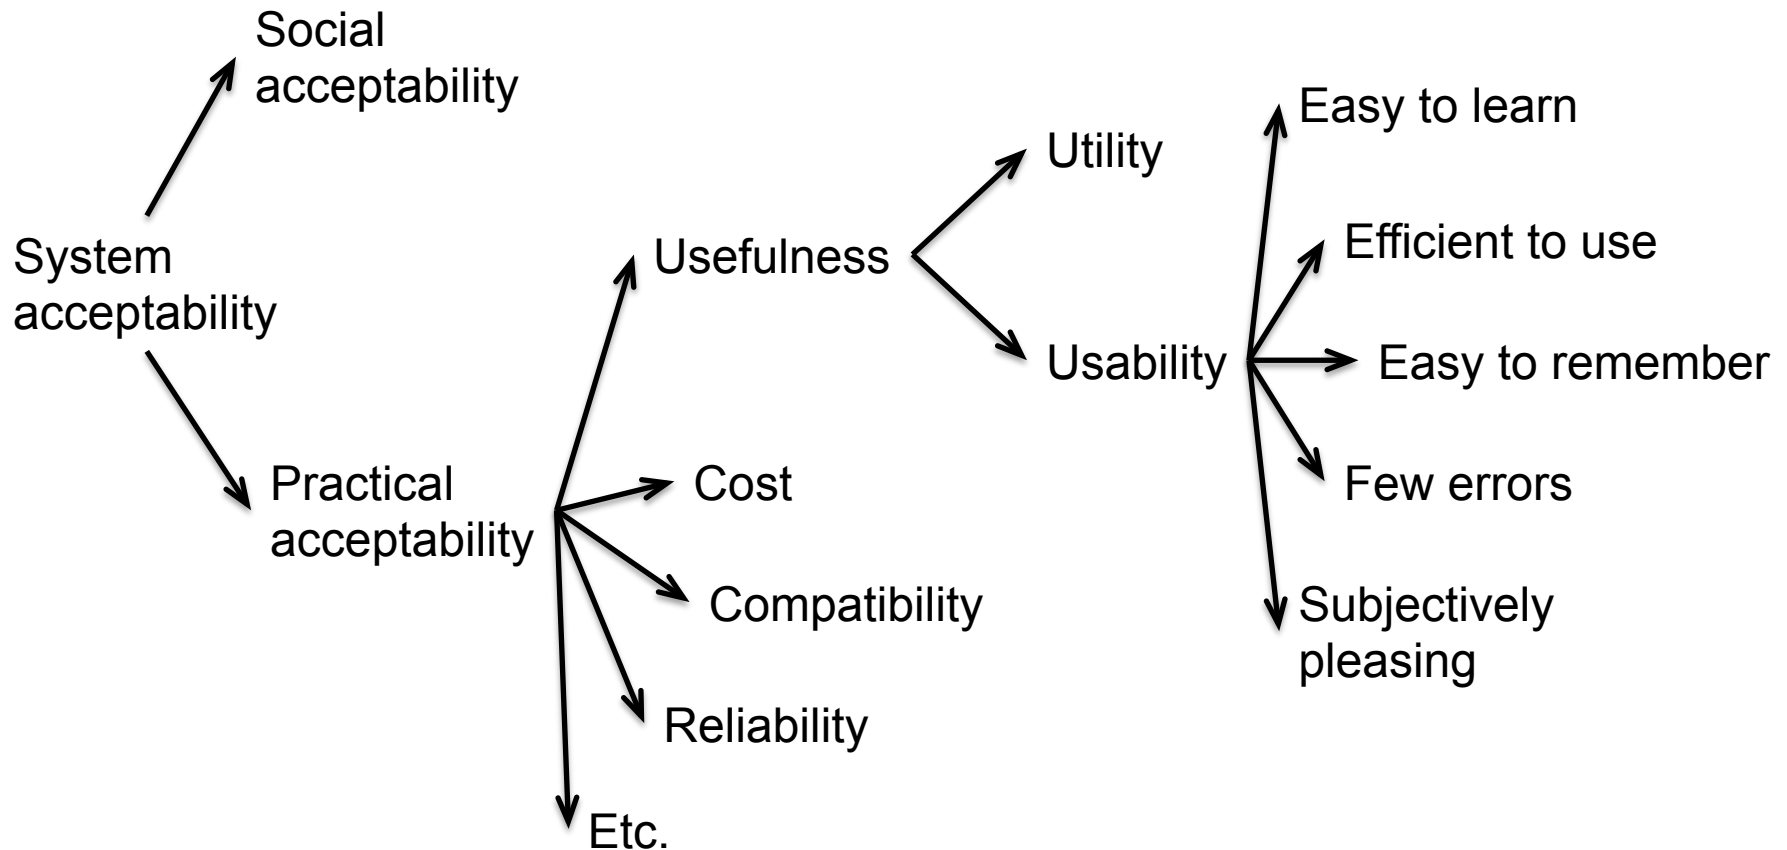 Social
acceptability
System
acceptability
Practical
acceptability
Usefulness
Cost
Compatibility
Reliability
Etc.
Utility
Usability
Easy to learn
Efficient to use
Easy to remember
Few errors
Subjectively
pleasing